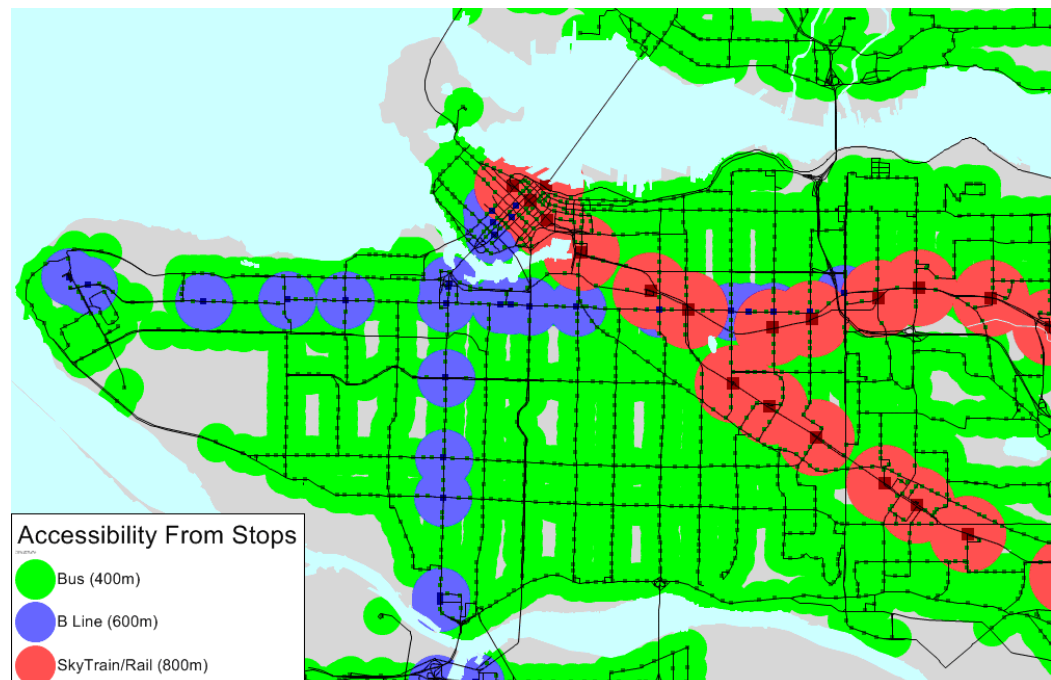 Accessibility From Stops
Bus (400m)
B Line (600m)
SkyTrain/Rail (800m)